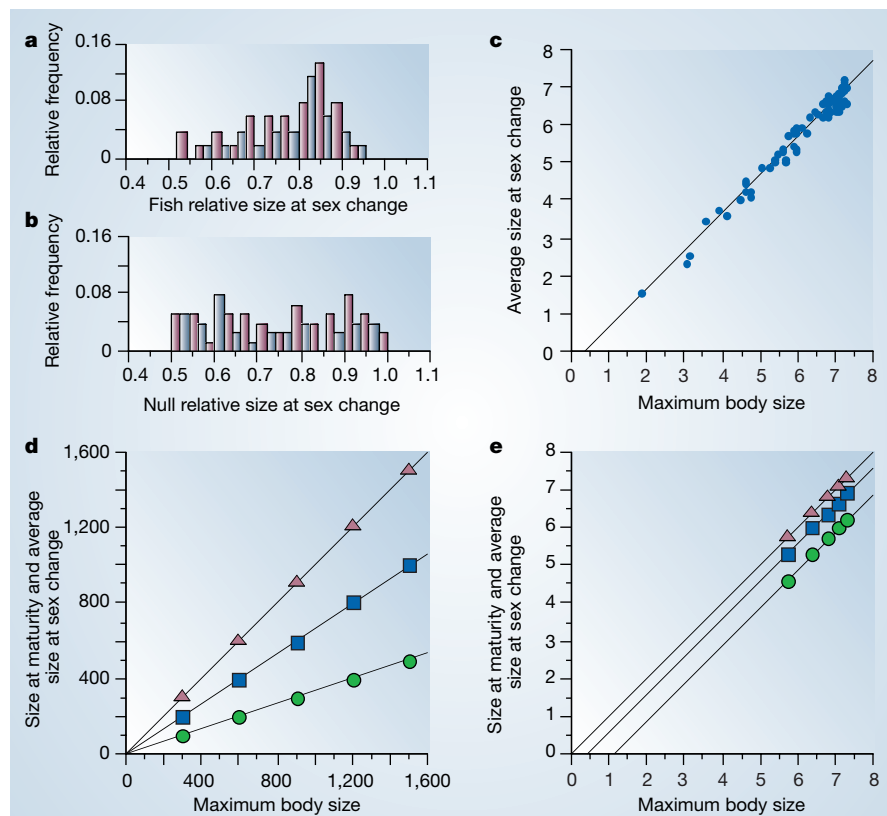 a
Relative frequency
0.16
0.08
0
0.4 0.5 0.6 0.7 0.8 0.9 1.0 1.1
Fish relative size at sex change
b
Relative frequency
0.16
0.08
0
0.4 0.5 0.6 0.7 0.8 0.9 1.0 1.1
Null relative size at sex change
c
Average size at sex change
8
7
6
5
4
3
2
1
0
0 1 2 3 4 5 6 7 8
Maximum body size
d
Size at maturity and average
size at sex change
1,600
1,200
800
400
0
0 400 800 1,200 1,600
Maximum body size
e
Size at maturity and average
size at sex change
8
7
6
5
4
3
2
1
0
0 1 2 3 4 5 6 7 8
Maximum body size